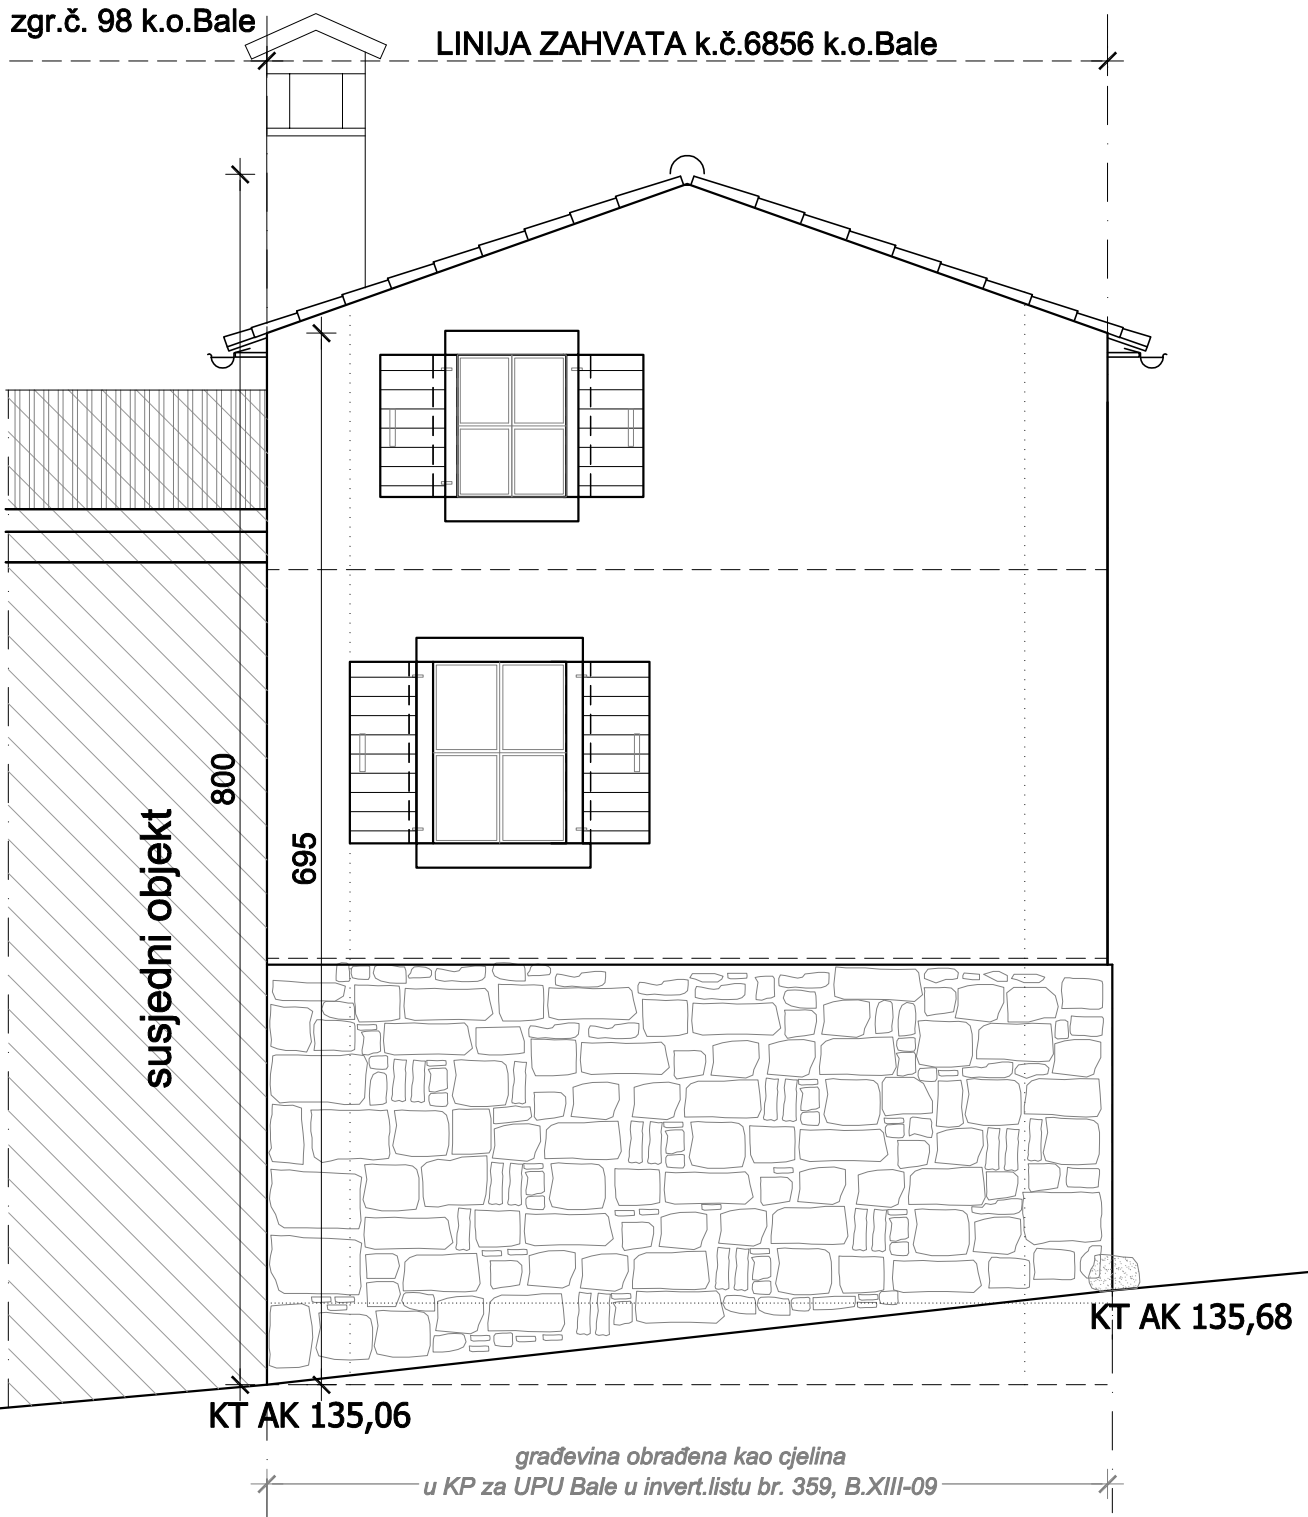 zgr.č. 98 k.o.Bale
LINIJA ZAHVATA k.č.6856 k.o.Bale
800
695
susjedni objekt
KT AK 135,68
KT AK 135,06
građevina obrađena kao cjelina
u KP za UPU Bale u invert.listu br. 359, B.XIII-09